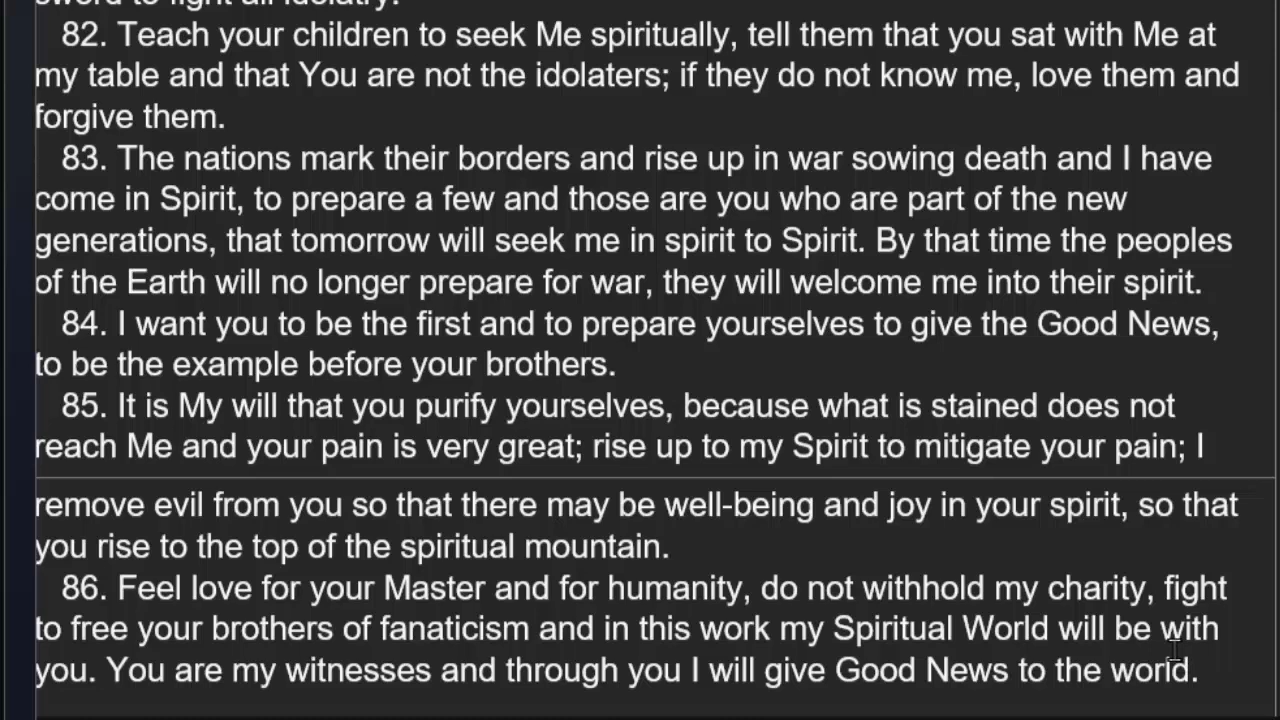 sword to fight all idolatry.
82. Teach your children to seek Me spiritually, tell them that you sat with Me at
my table and that You are not the idolaters; if they do not know me, love them and
forgive them.
83. The nations mark their borders and rise up in war sowing death and I have
come in Spirit, to prepare a few and those are you who are part of the new
generations, that tomorrow will seek me in spirit to Spirit. By that time the peoples
of the Earth will no longer prepare for war, they will welcome me into their spirit.
84. I want you to be the first and to prepare yourselves to give the Good News,
to be the example before your brothers.
85. It is My will that you purify yourselves, because what is stained does not
reach Me and your pain is very great; rise up to my Spirit to mitigate your pain; I
remove evil from you so that there may be well-being and joy in your spirit, so that
you rise to the top of the spiritual mountain.
86. Feel love for your Master and for humanity, do not withhold my charity, fight
to free your brothers of fanaticism and in this work my Spiritual World will be with
you. You are my witnesses and through you I will give Good News to the world.